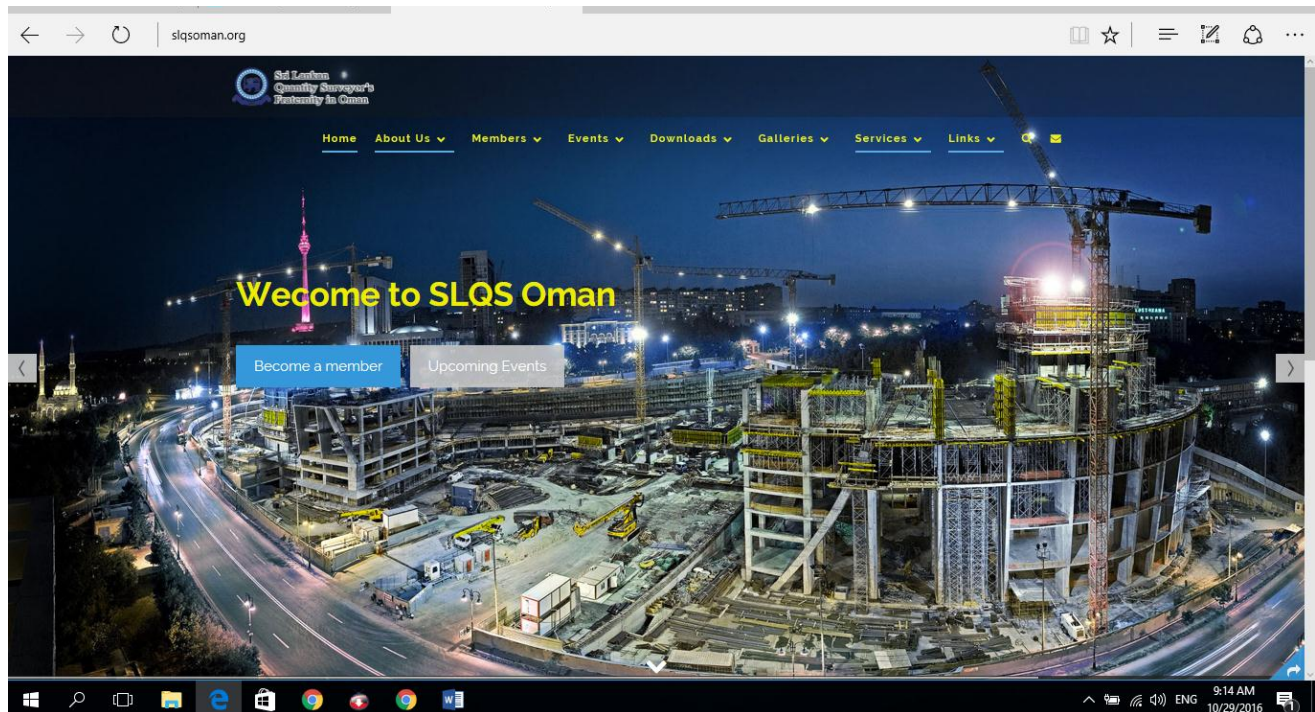 slqsoman.org
Sri Lankan
Quantity Surveyor's
Fraternity in Oman
Home About Us Members Events Downloads Galleries Services Links
Wecome to SLQS Oman
Become a member Upcoming Events
ENG 9:14 AM
10/29/2016